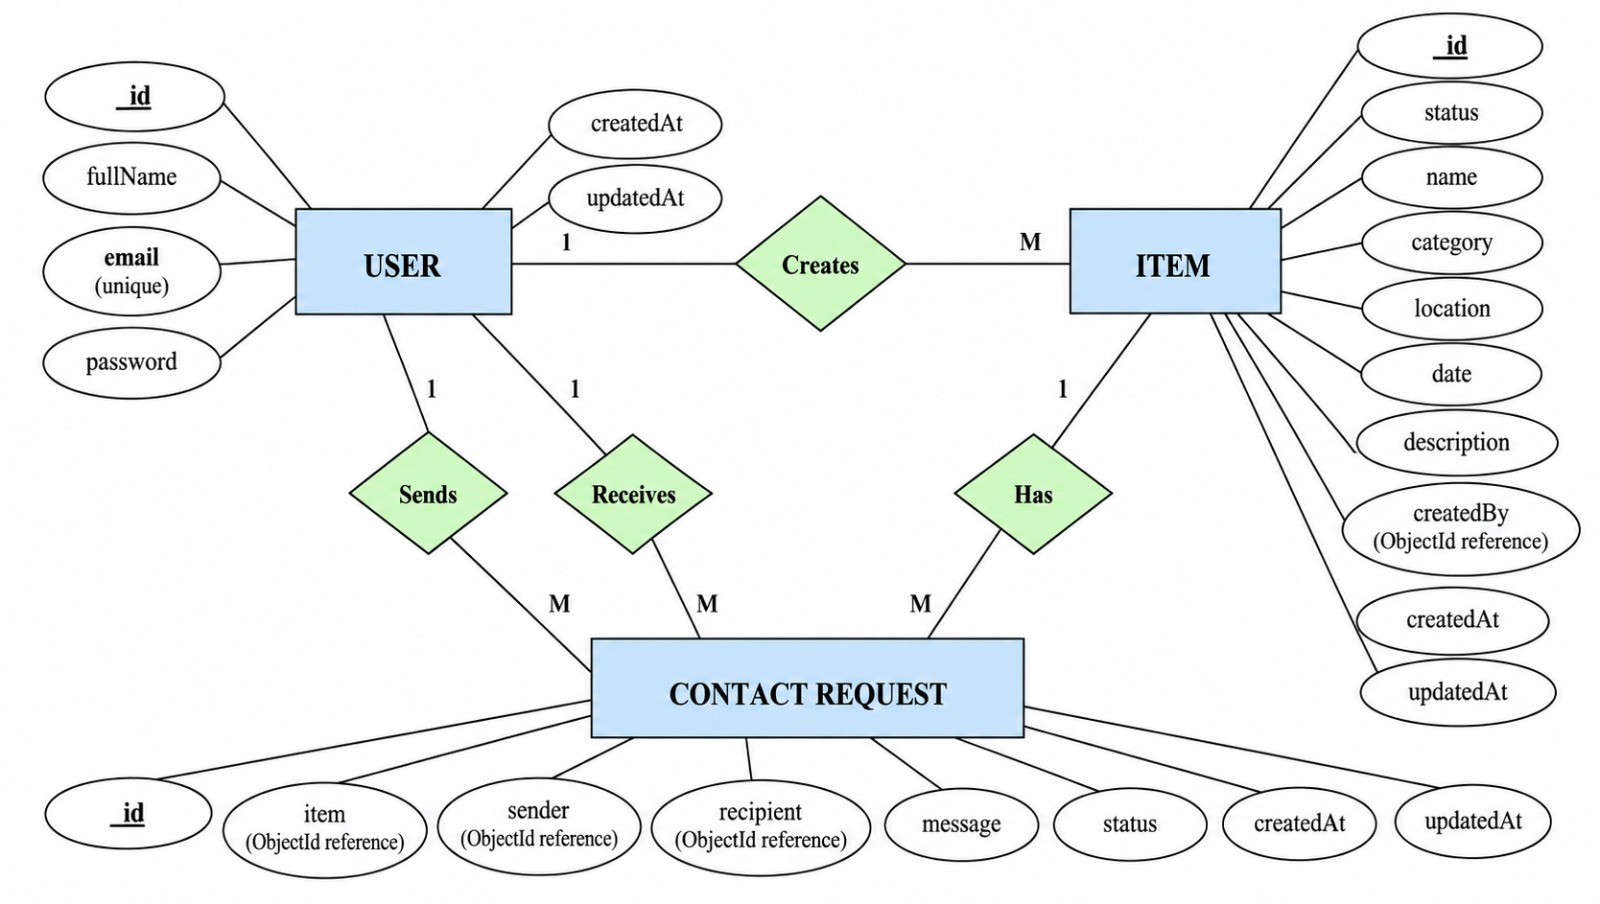 _id
fullName
email
(unique)
password
createdAt
updatedAt
USER
1
Creates
M
ITEM
_id
status
name
category
location
date
description
createdBy
(ObjectId reference)
createdAt
updatedAt
1
1
1
Sends
Receives
Has
M
M
M
CONTACT REQUEST
_id
item
(ObjectId reference)
sender
(ObjectId reference)
recipient
(ObjectId reference)
message
status
createdAt
updatedAt